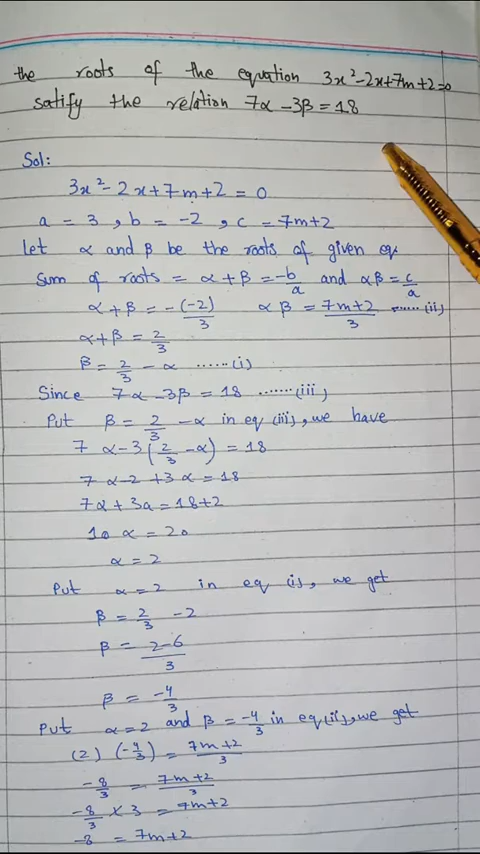 the roots of the equation 3x²-2x+7m+2=0
satify the relation 7α-3β=18
Sol:
3x²-2x+7m+2=0
a = 3, b = -2, c = 7m+2
Let α and β be the roots of given eq
Sum of roots = α+β = -b/a and αβ = c/a
α+β = -(-2)/3 αβ = 7m+2/3 ......(ii)
α+β = 2/3
β = 2/3 - α ......(i)
Since 7α-3β=18 .......(iii)
Put β = 2/3 -α in eq (iii), we have
7 α-3(2/3 -α) = 18
7 α-2+3α=18
7α+3a=18+2
10 α = 20
α = 2
Put α=2 in eq (i), we get
β = 2/3 -2
β = 2-6/3
β = -4/3
Put α=2 and β = -4/3 in eq(ii), we get
(2) (-4/3) = 7m+2/3
-8/3 = 7m+2/3
-8/3 × 3 = 7m+2
-8 = 7m+2